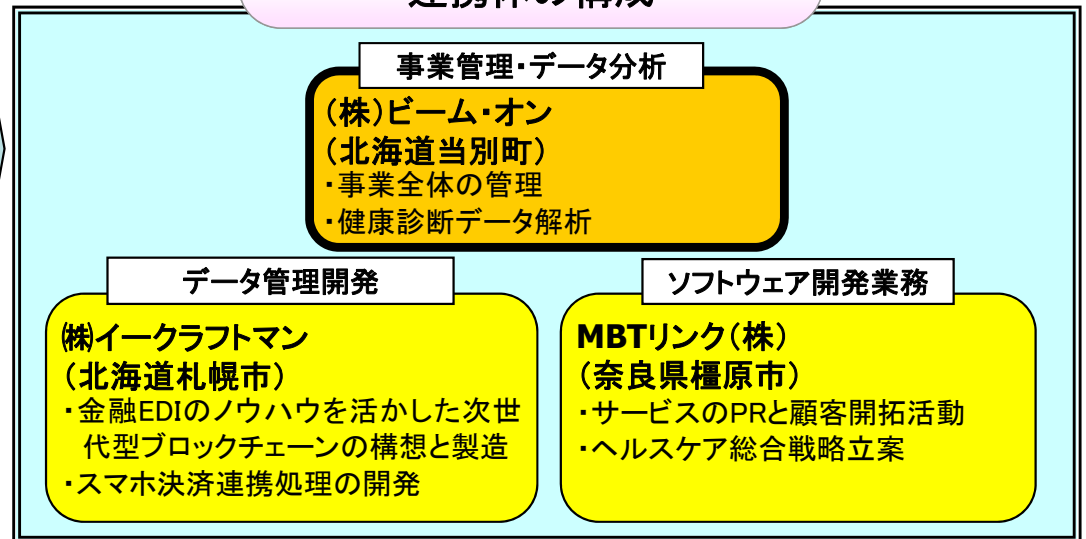 連携体の構成
事業管理・データ分析
（株）ビーム・オン
（北海道当別町）
・事業全体の管理
・健康診断データ解析
データ管理開発
㈱イークラフトマン
（北海道札幌市）
・金融EDIのノウハウを活かした次世
代型ブロックチェーンの構想と製造
・スマホ決済連携処理の開発
ソフトウェア開発業務
MBTリンク（株）
（奈良県橿原市）
・サービスのPRと顧客開拓活動
・ヘルスケア総合戦略立案